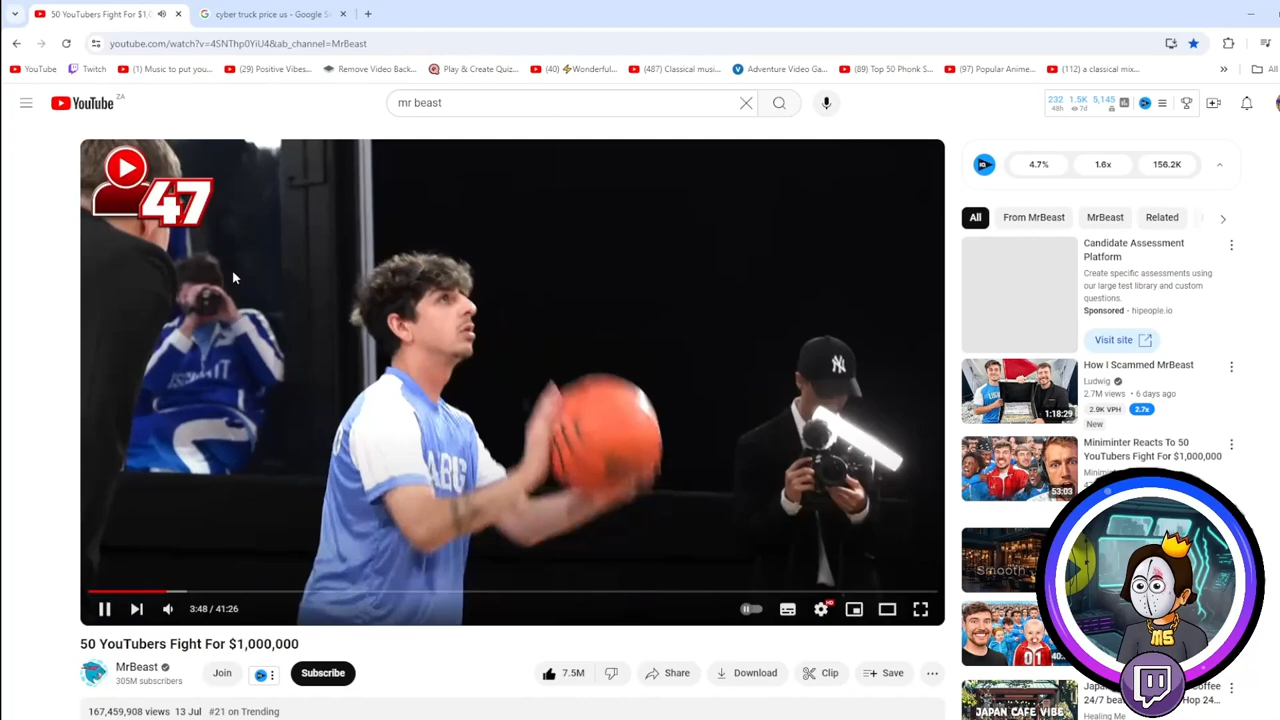 50 YouTubers Fight For $1,0
cyber truck price us - Google S
youtube.com/watch?v=4SNThp0YiU4&ab_channel=MrBeast
YouTube
Twitch
(1) Music to put you...
(29) Positive Vibes...
Remove Video Back...
Play & Create Quiz...
(40) ⚡Wonderful...
(487) Classical musi...
Adventure Video Ga...
(89) Top 50 Phonk S...
(97) Popular Anime...
(112) a classical mix...
» All
YouTube ZA
mr beast
232 1.5K 5,145
48h 7d
47
4.7% 1.6x 156.2K
All From MrBeast MrBeast Related
Candidate Assessment
Platform
Create specific assessments using
our large test library and custom
questions.
Sponsored · hipeople.io
Visit site
How I Scammed MrBeast
Ludwig
2.7M views • 6 days ago
2.9K VPH 2.7x
New
1:18:29
Miniminter Reacts To 50
YouTubers Fight For $1,000,000
53:03
Smooth
01
MS
JAPAN CAFE VIBE
Healing Me
3:48 / 41:26
HD
50 YouTubers Fight For $1,000,000
MrBeast
305M subscribers
Join
Subscribe
7.5M
Share
Download
Clip
Save
167,459,908 views 13 Jul #21 on Trending